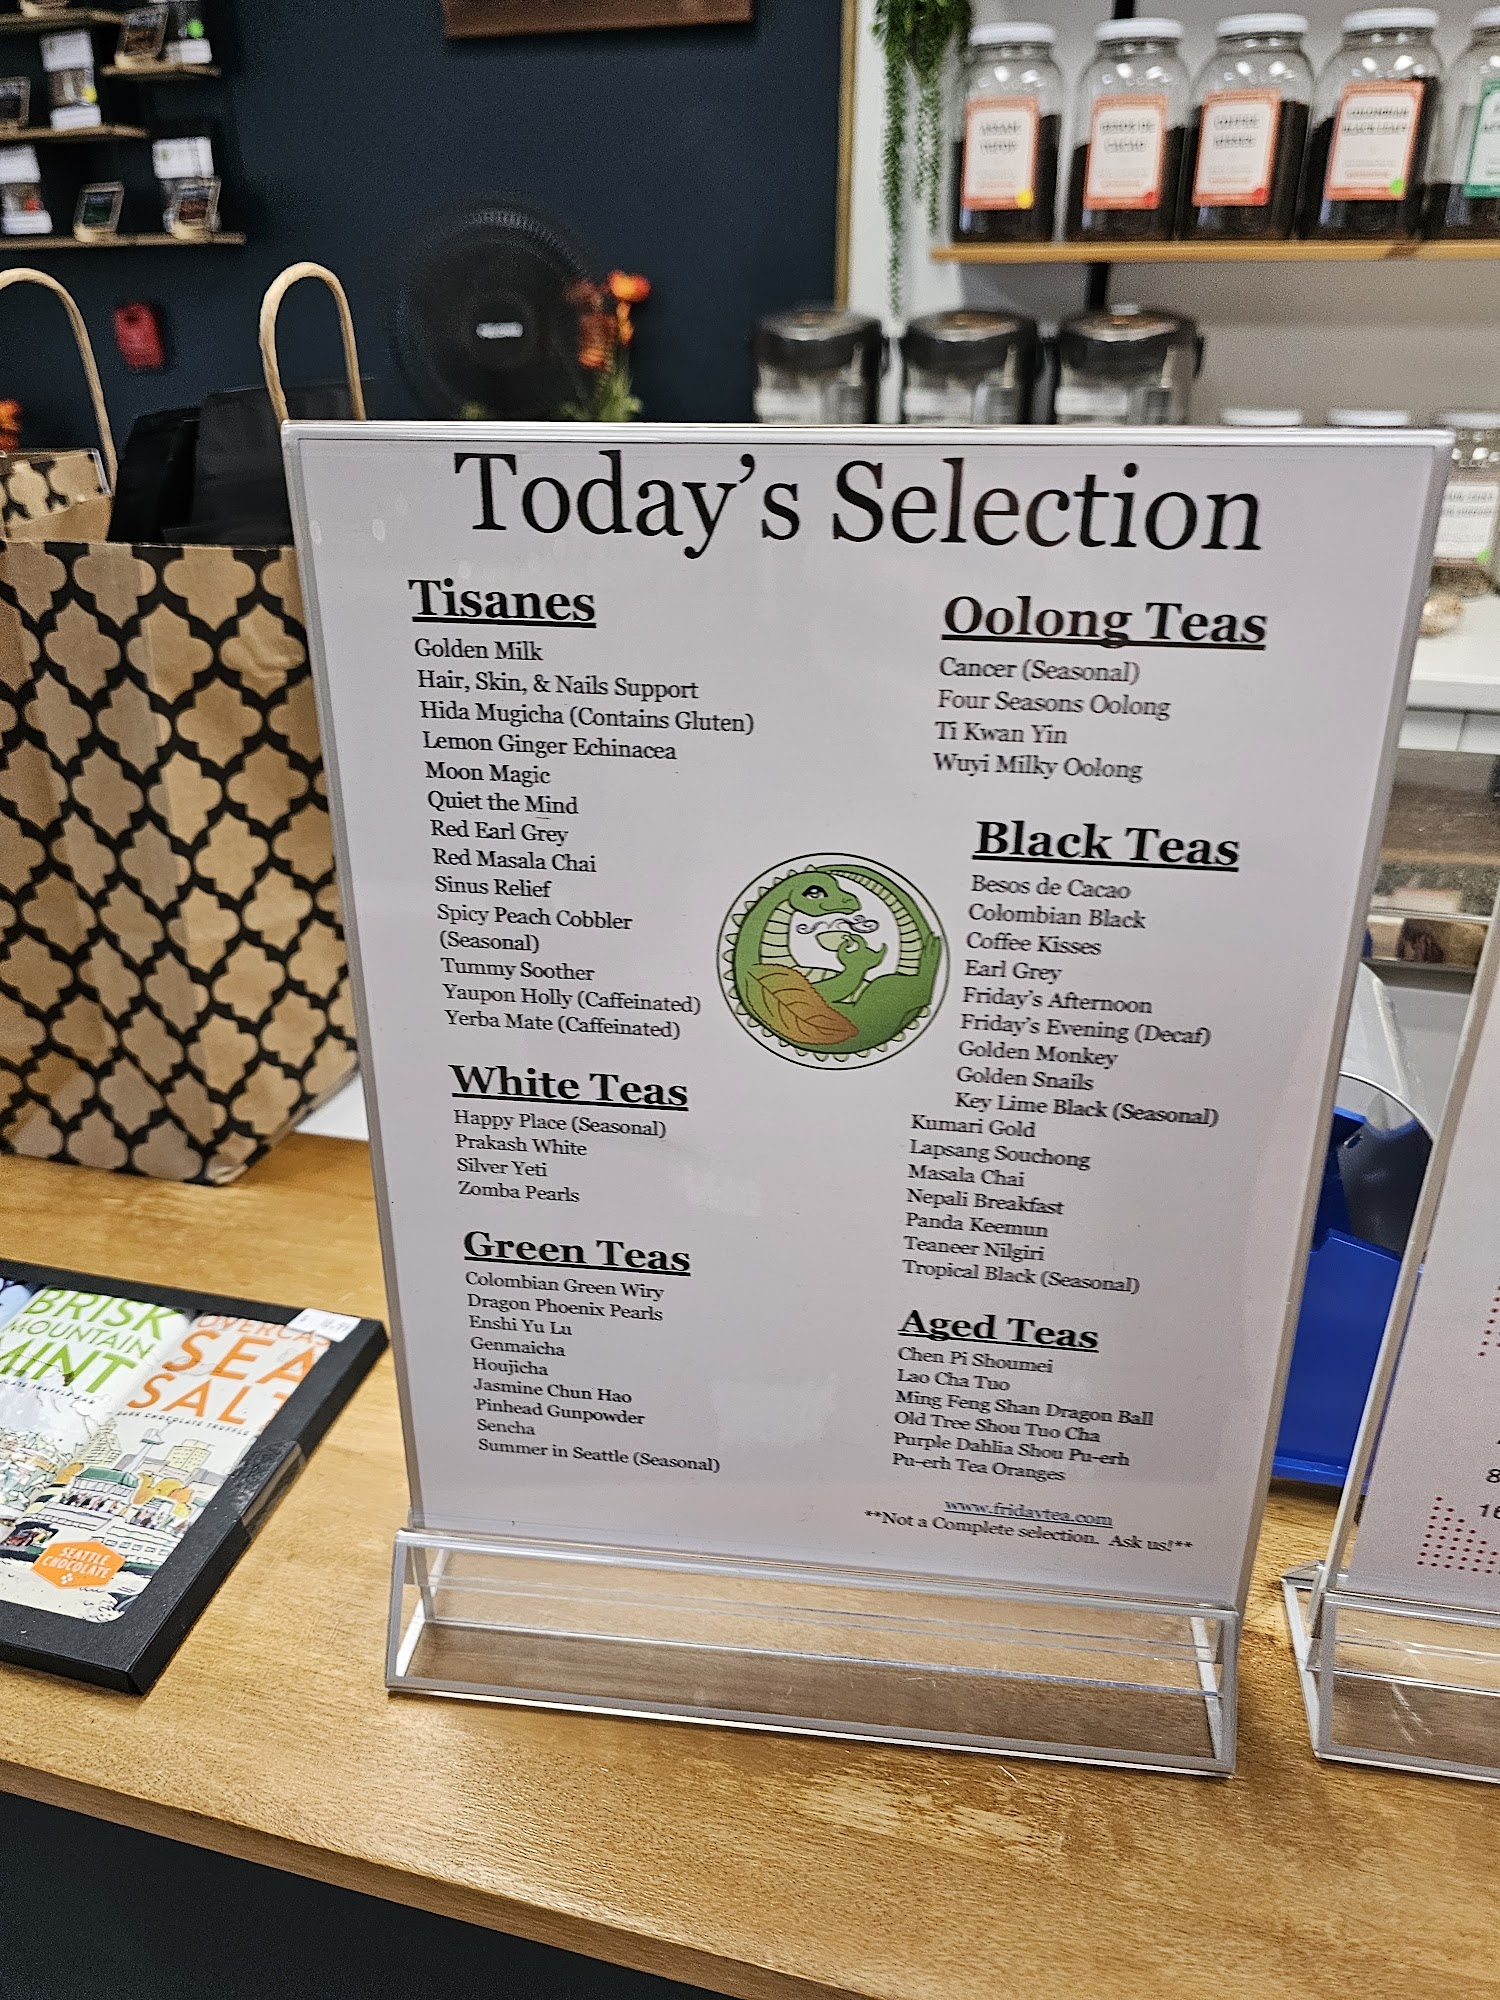 Today's Selection
Tisanes
Golden Milk
Hair, Skin, & Nails Support
Hida Mugicha (Contains Gluten)
Lemon Ginger Echinacea
Moon Magic
Quiet the Mind
Red Earl Grey
Red Masala Chai
Sinus Relief
Spicy Peach Cobbler
(Seasonal)
Tummy Soother
Yaupon Holly (Caffeinated)
Yerba Mate (Caffeinated)
White Teas
Happy Place (Seasonal)
Prakash White
Silver Yeti
Zomba Pearls
Green Teas
Colombian Green Wiry
Dragon Phoenix Pearls
Enshi Yu Lu
Genmaicha
Houjicha
Jasmine Chun Hao
Pinhead Gunpowder
Sencha
Summer in Seattle (Seasonal)
Oolong Teas
Cancer (Seasonal)
Four Seasons Oolong
Ti Kwan Yin
Wuyi Milky Oolong
Black Teas
Besos de Cacao
Colombian Black
Coffee Kisses
Earl Grey
Friday's Afternoon
Friday's Evening (Decaf)
Golden Monkey
Golden Snails
Key Lime Black (Seasonal)
Kumari Gold
Lapsang Souchong
Masala Chai
Nepali Breakfast
Panda Keemun
Teaneer Nilgiri
Tropical Black (Seasonal)
Aged Teas
Chen Pi Shoumei
Lao Cha Tuo
Ming Feng Shan Dragon Ball
Old Tree Shou Tuo Cha
Purple Dahlia Shou Pu-erh
Pu-erh Tea Oranges
www.fridaytea.com
**Not a Complete selection. Ask us!**
BRISK
MOUNTAIN
MINT
SEA
SALT
SEATTLE
CHOCOLATE
COLOMBIAN
BLACK
CACAO
COFFEE
ASSAM
8
16